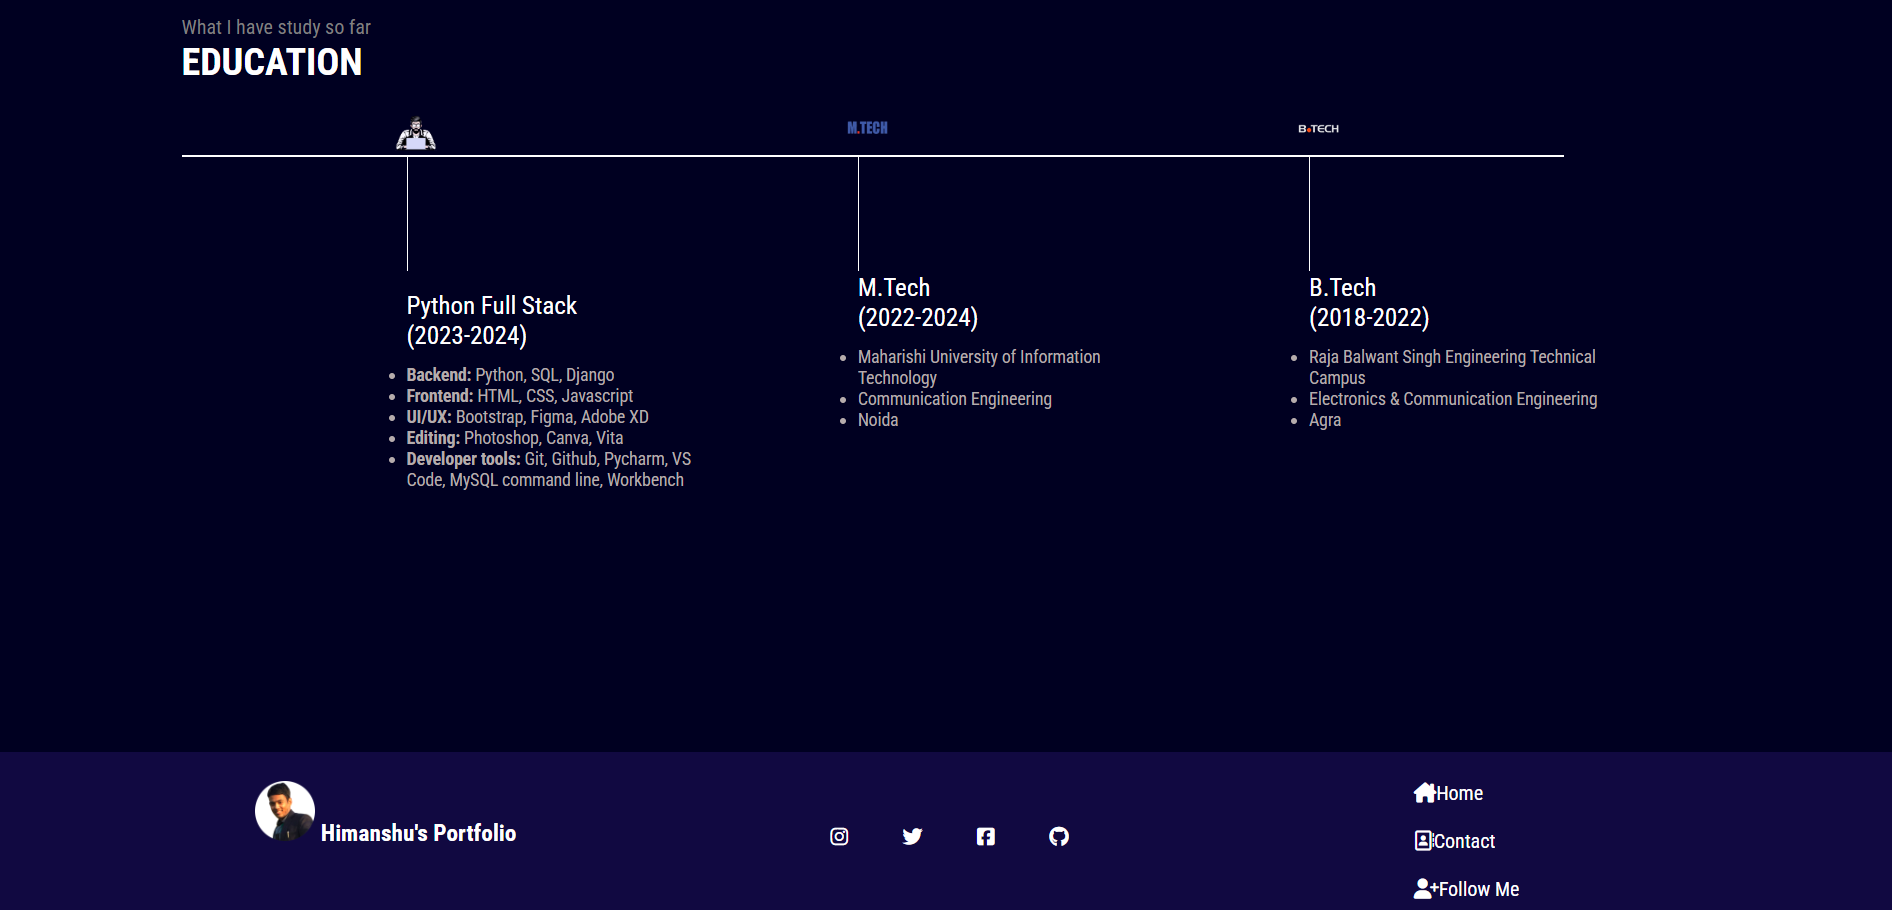 What I have study so far
EDUCATION
M.TECH
B.TECH
Python Full Stack
(2023-2024)
Backend: Python, SQL, Django
Frontend: HTML, CSS, Javascript
UI/UX: Bootstrap, Figma, Adobe XD
Editing: Photoshop, Canva, Vita
Developer tools: Git, Github, Pycharm, VS
Code, MySQL command line, Workbench
M.Tech
(2022-2024)
Maharishi University of Information
Technology
Communication Engineering
Noida
B.Tech
(2018-2022)
Raja Balwant Singh Engineering Technical
Campus
Electronics & Communication Engineering
Agra
Himanshu's Portfolio
Home
Contact
Follow Me